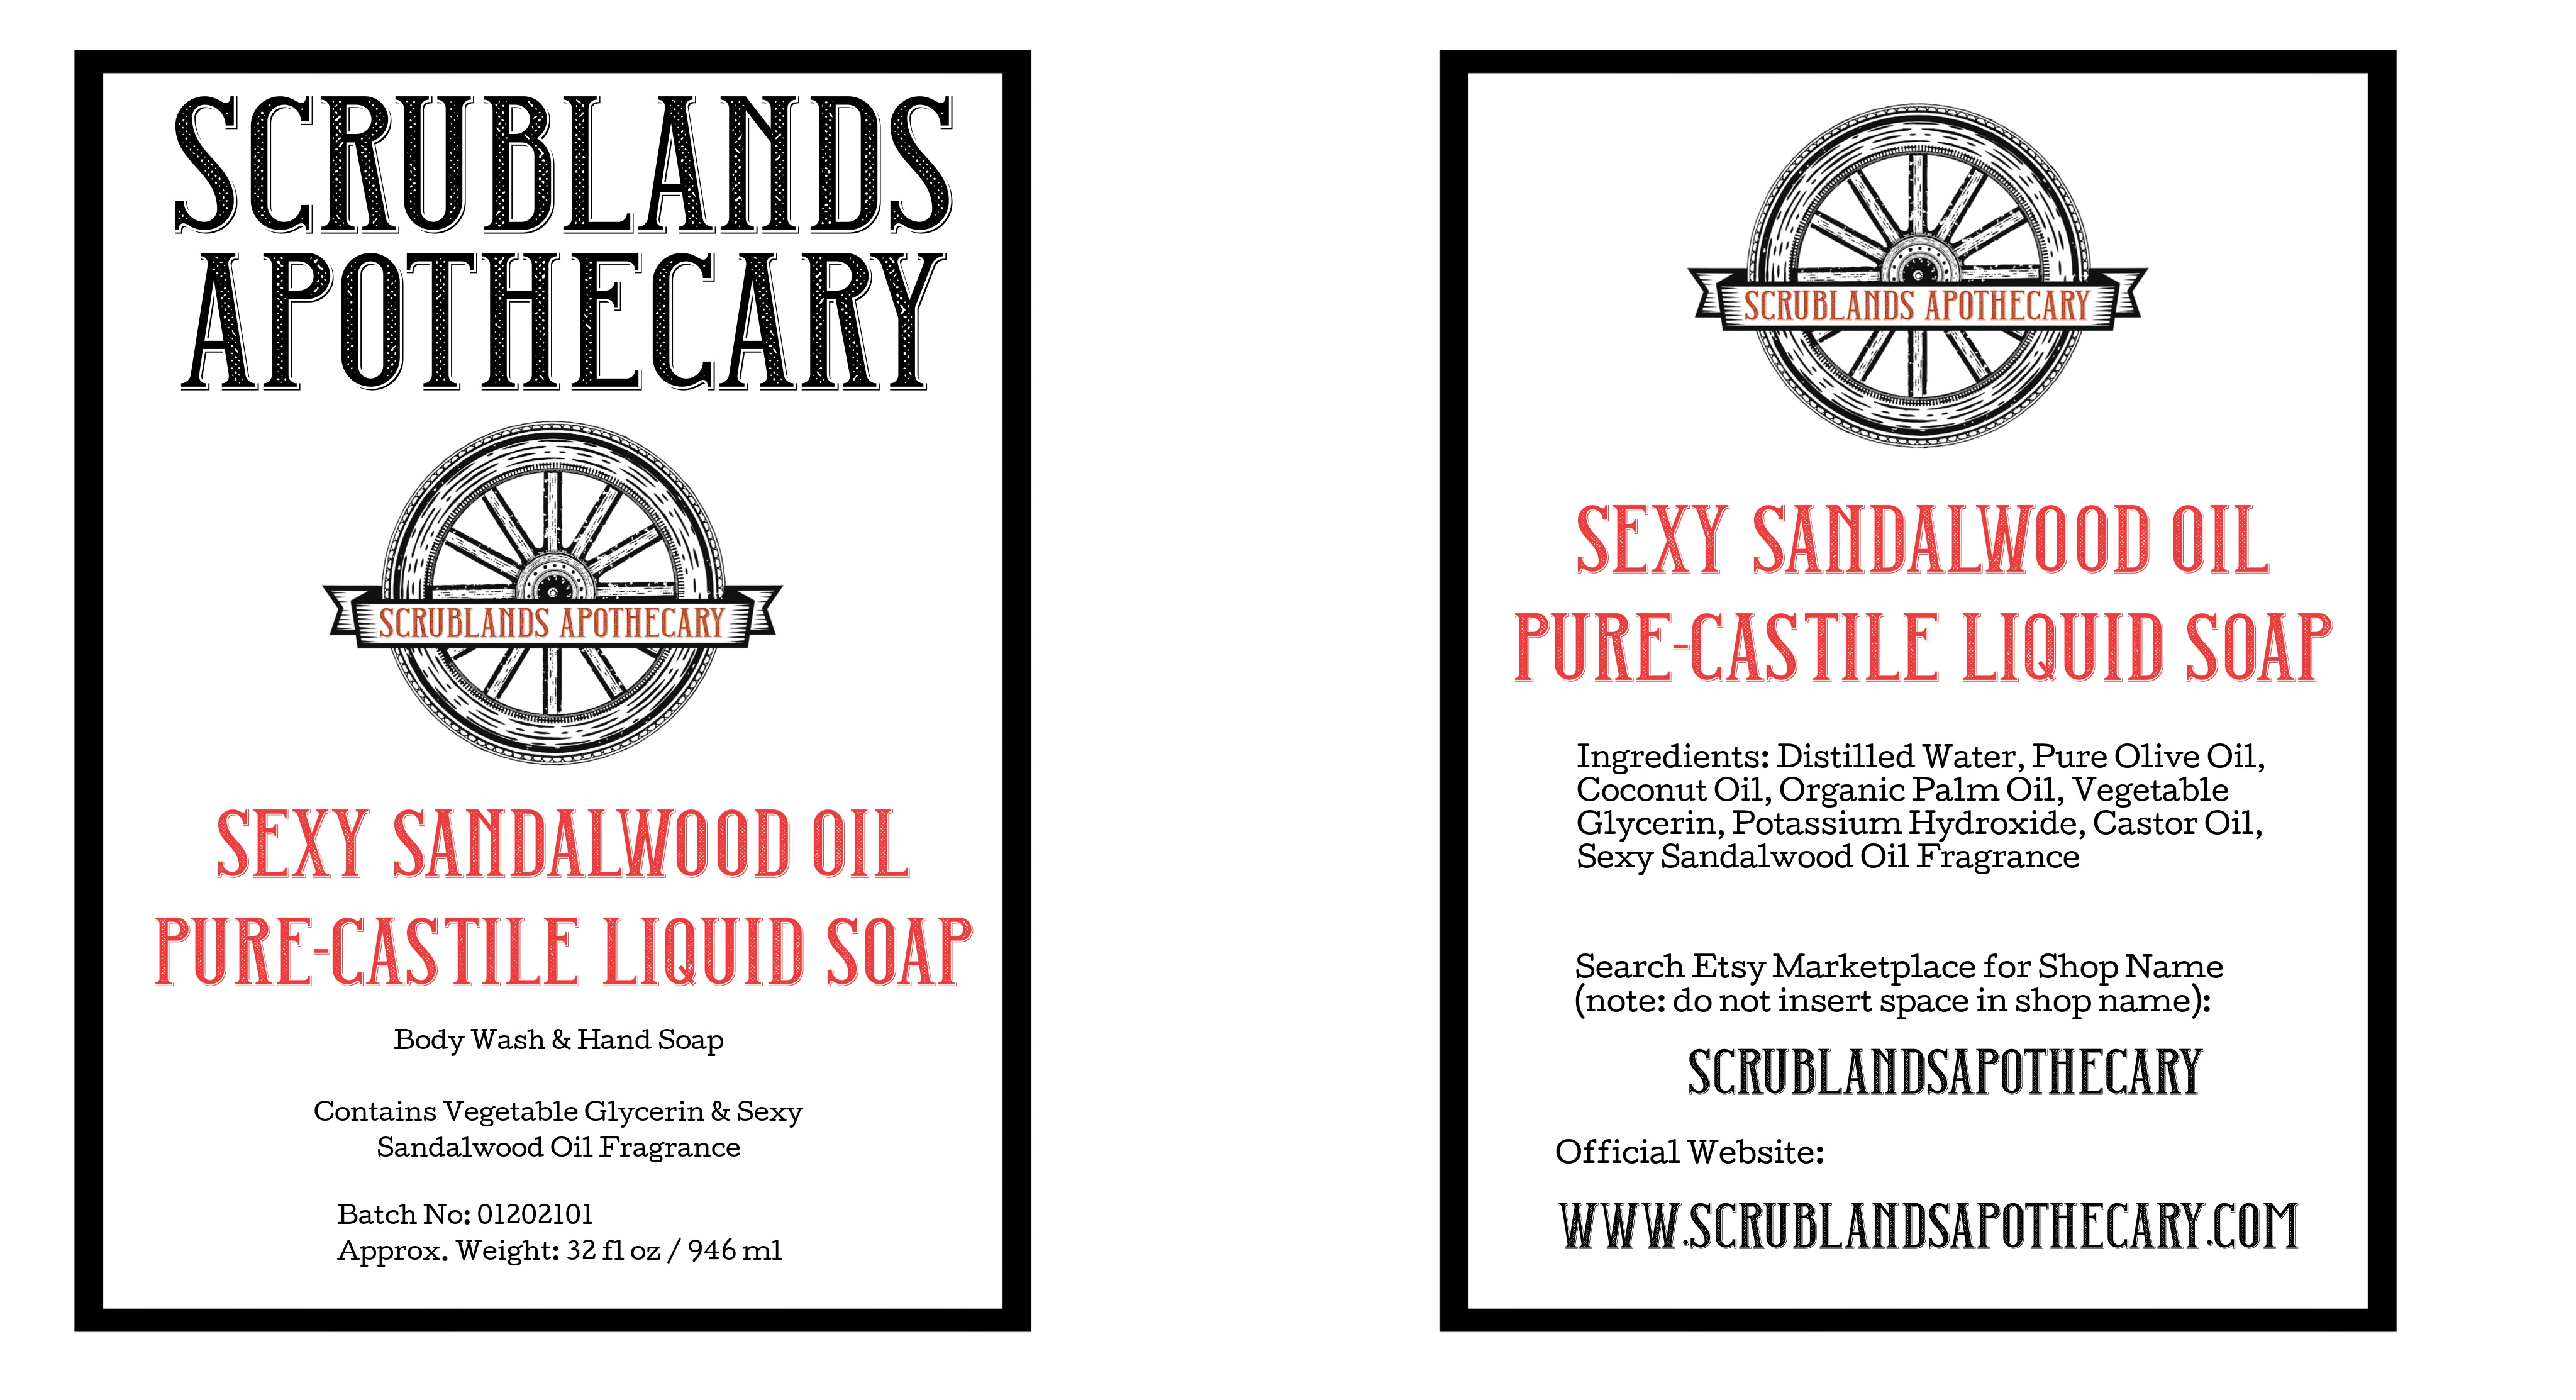 SCRUBLANDS
APOTHECARY
SCRUBLANDS APOTHECARY
SEXY SANDALWOOD OIL
PURE-CASTILE LIQUID SOAP
Body Wash & Hand Soap
Contains Vegetable Glycerin & Sexy
Sandalwood Oil Fragrance
Batch No: 01202101
Approx. Weight: 32 fl oz / 946 ml
SCRUBLANDS APOTHECARY
SEXY SANDALWOOD OIL
PURE-CASTILE LIQUID SOAP
Ingredients: Distilled Water, Pure Olive Oil,
Coconut Oil, Organic Palm Oil, Vegetable
Glycerin, Potassium Hydroxide, Castor Oil,
Sexy Sandalwood Oil Fragrance
Search Etsy Marketplace for Shop Name
(note: do not insert space in shop name):
SCRUBLANDSAPOTHECARY
Official Website:
WWW.SCRUBLANDSAPOTHECARY.COM